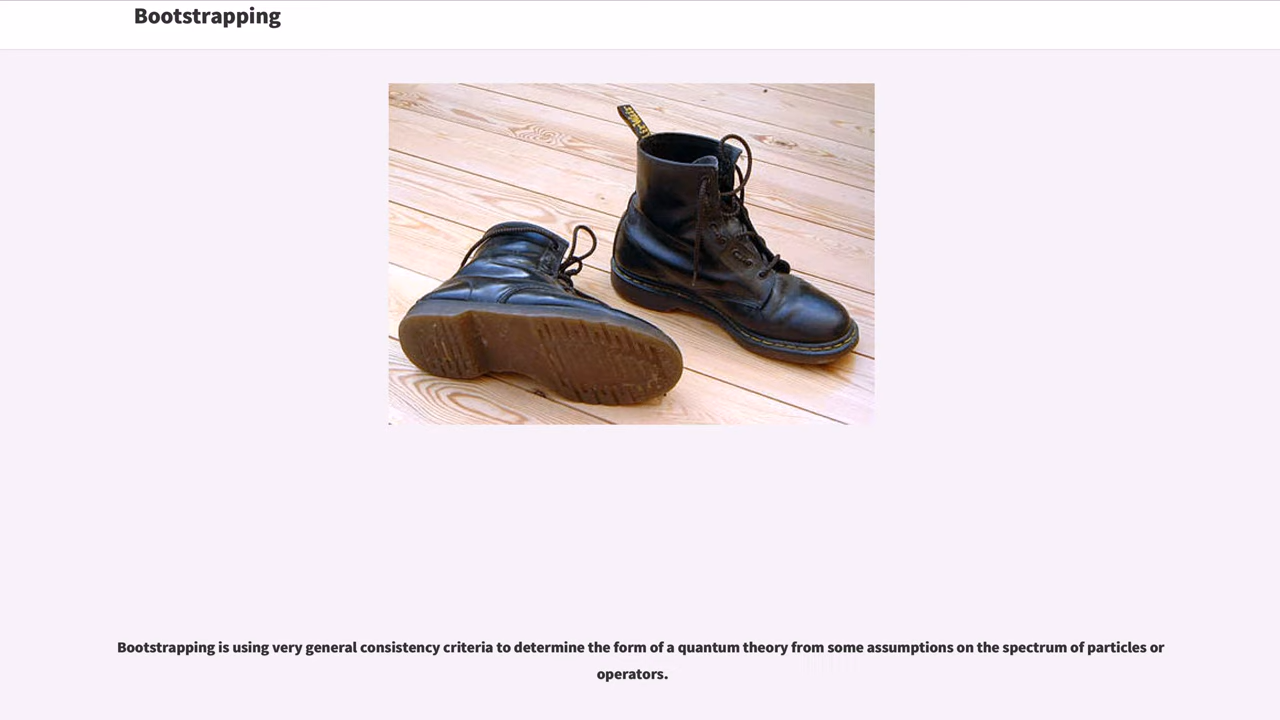 Bootstrapping
Bootstrapping is using very general consistency criteria to determine the form of a quantum theory from some assumptions on the spectrum of particles or
operators.